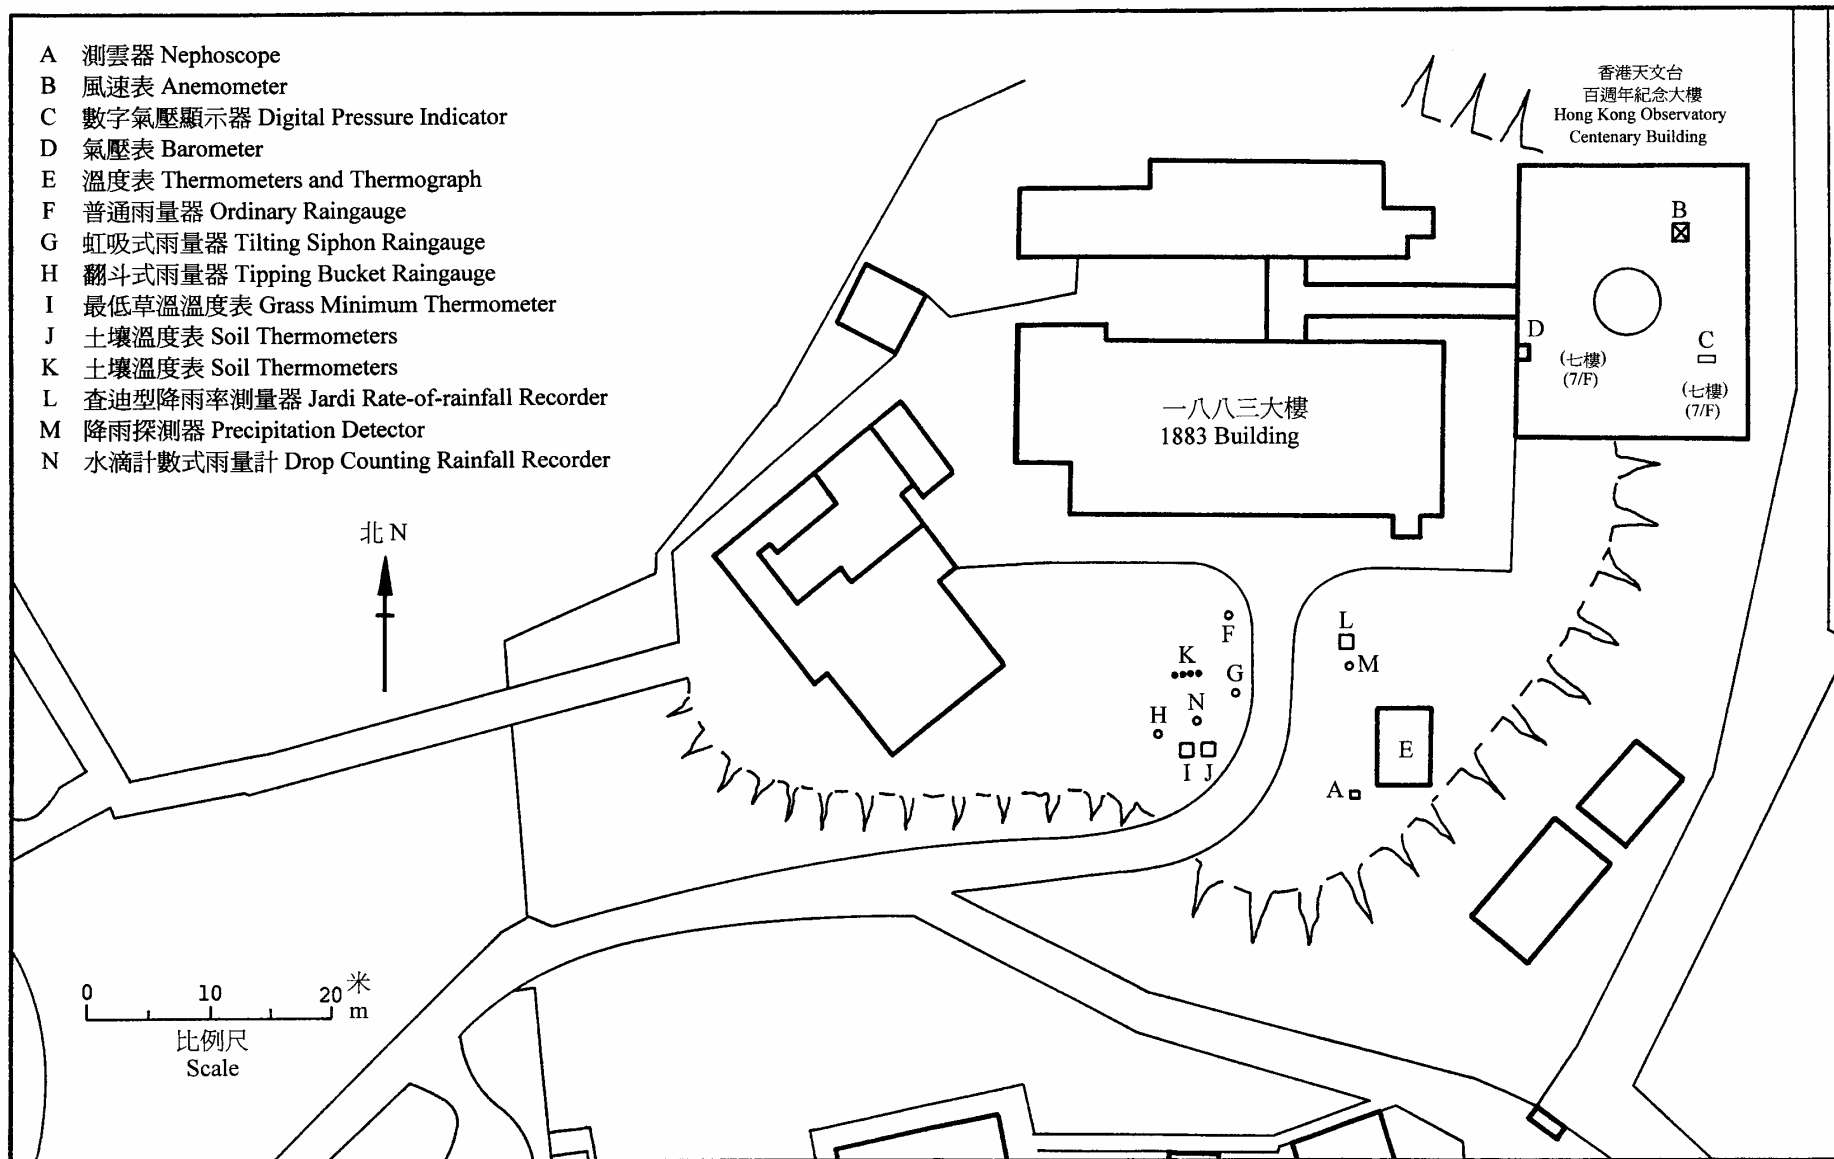 A 測雲器 Nephoscope
B 風速表 Anemometer
C 數字氣壓顯示器 Digital Pressure Indicator
D 氣壓表 Barometer
E 溫度表 Thermometers and Thermograph
F 普通雨量器 Ordinary Raingauge
G 虹吸式雨量器 Tilting Siphon Raingauge
H 翻斗式雨量器 Tipping Bucket Raingauge
I 最低草溫溫度表 Grass Minimum Thermometer
J 土壤溫度表 Soil Thermometers
K 土壤溫度表 Soil Thermometers
L 查迪型降雨率測量器 Jardi Rate-of-rainfall Recorder
M 降雨探測器 Precipitation Detector
N 水滴計數式雨量計 Drop Counting Rainfall Recorder
香港天文台
百週年紀念大樓
Hong Kong Observatory
Centenary Building
B
D
C
(七樓)
(7/F)
(七樓)
(7/F)
一八八三大樓
1883 Building
北 N
F
L
K
M
G
N
H
E
I
J
A
0 10 20 米
m
比例尺
Scale